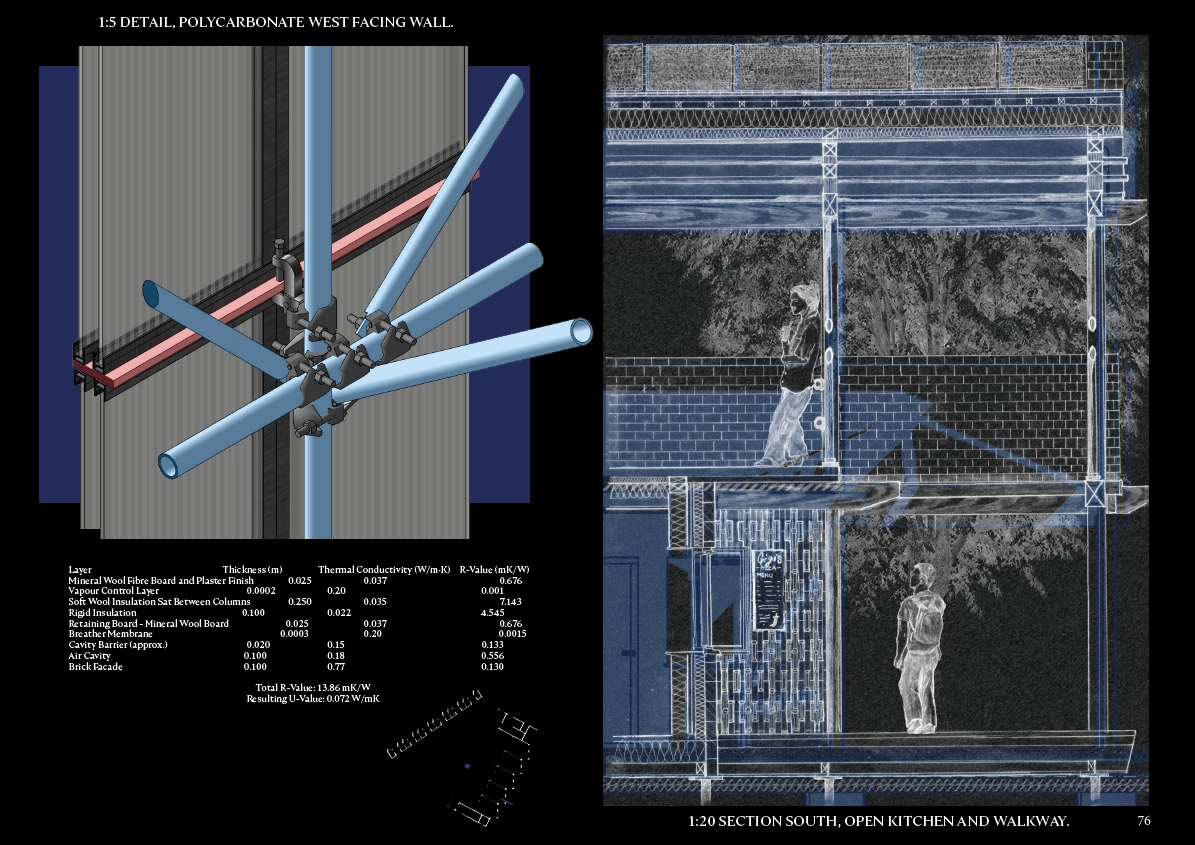 1:5 DETAIL, POLYCARBONATE WEST FACING WALL.
Layer Thickness (m) Thermal Conductivity (W/m·K) R-Value (mK/W)
Mineral Wool Fibre Board and Plaster Finish 0.025 0.037 0.676
Vapour Control Layer 0.0002 0.20 0.001
Soft Wool Insulation Sat Between Columns 0.250 0.035 7.143
Rigid Insulation 0.100 0.022 4.545
Retaining Board - Mineral Wool Board 0.025 0.037 0.676
Breather Membrane 0.0003 0.20 0.0015
Cavity Barrier (approx.) 0.020 0.15 0.133
Air Cavity 0.100 0.18 0.556
Brick Facade 0.100 0.77 0.130
Total R-Value: 13.86 mK/W
Resulting U-Value: 0.072 W/mK
MENU
1:20 SECTION SOUTH, OPEN KITCHEN AND WALKWAY.
76